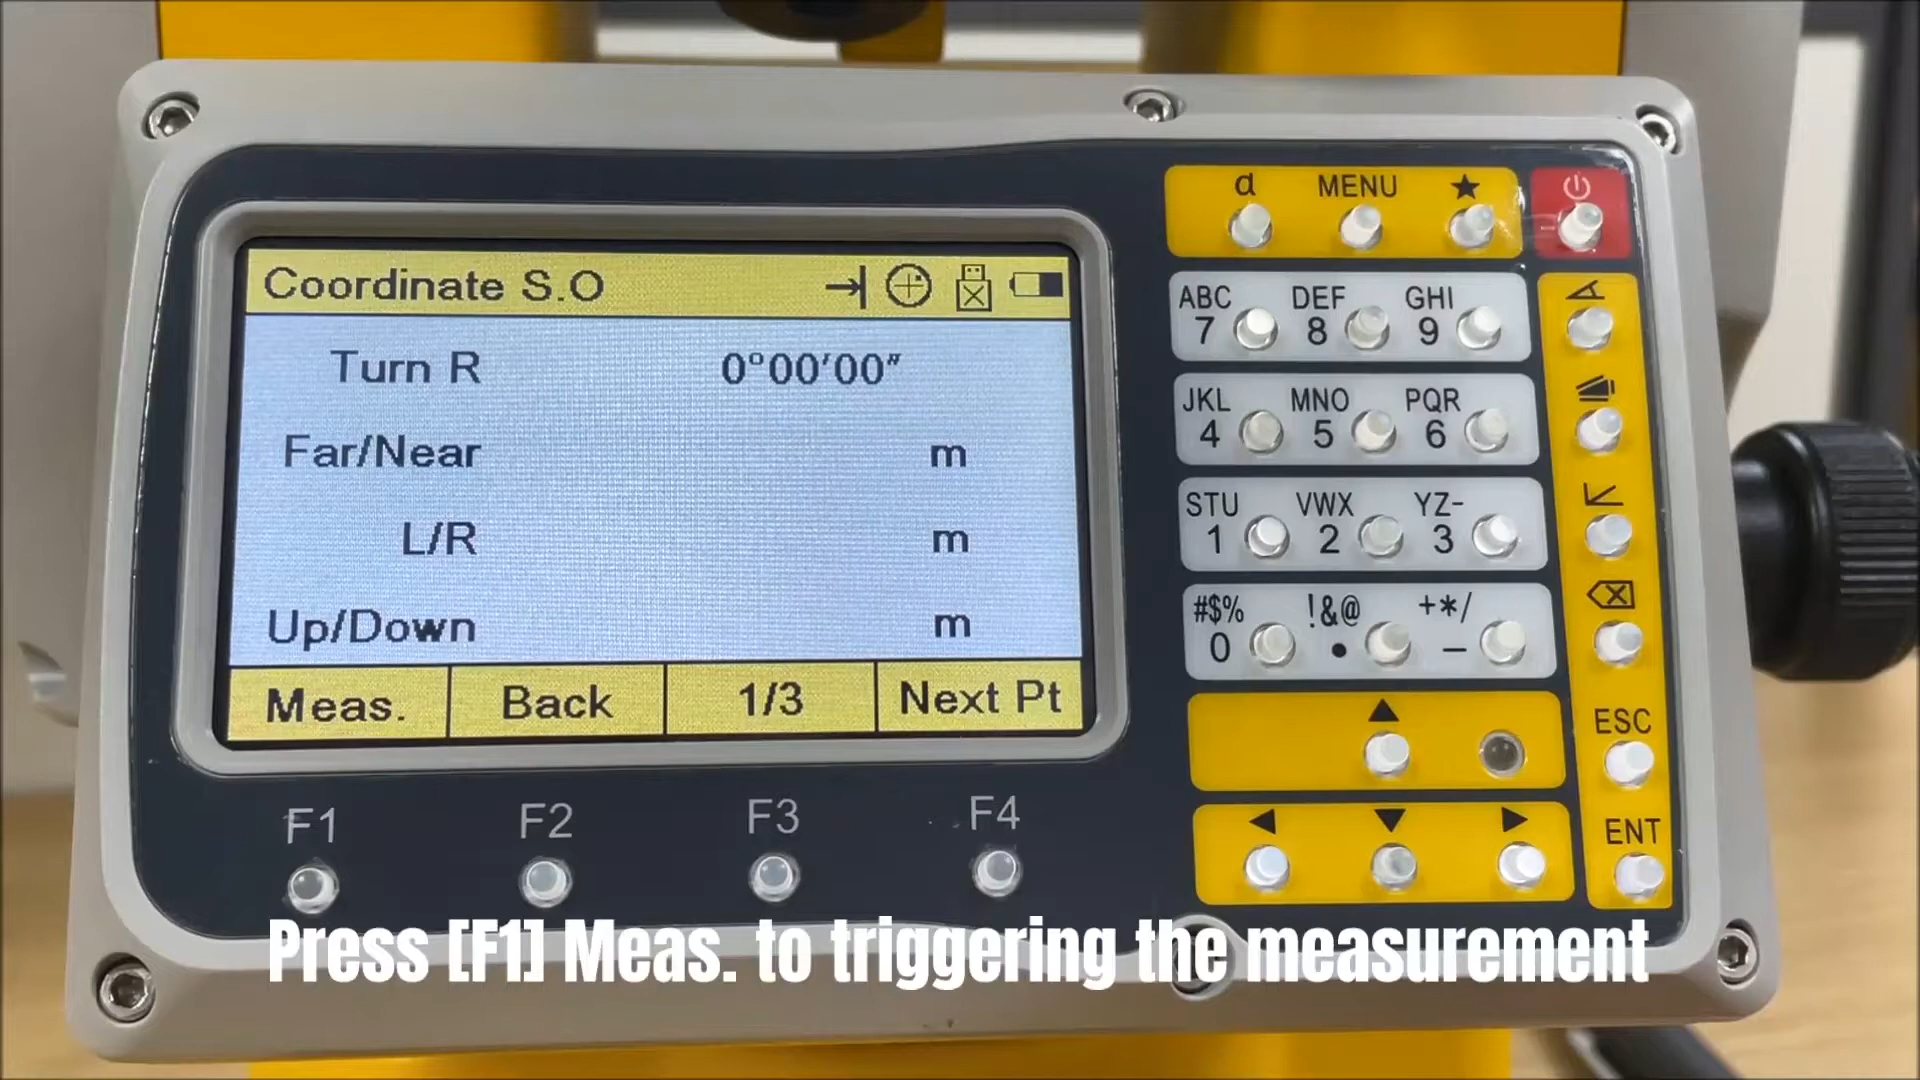 Coordinate S.O
Turn R 0°00'00"
Far/Near m
L/R m
Up/Down m
Meas. Back 1/3 Next Pt
F1 F2 F3 F4
α MENU ★
ABC DEF GHI
7 8 9
JKL MNO PQR
4 5 6
STU VWX YZ-
1 2 3
#$% !&@ +*/
0 • –
ESC
ENT
Press [F1] Meas. to triggering the measurement